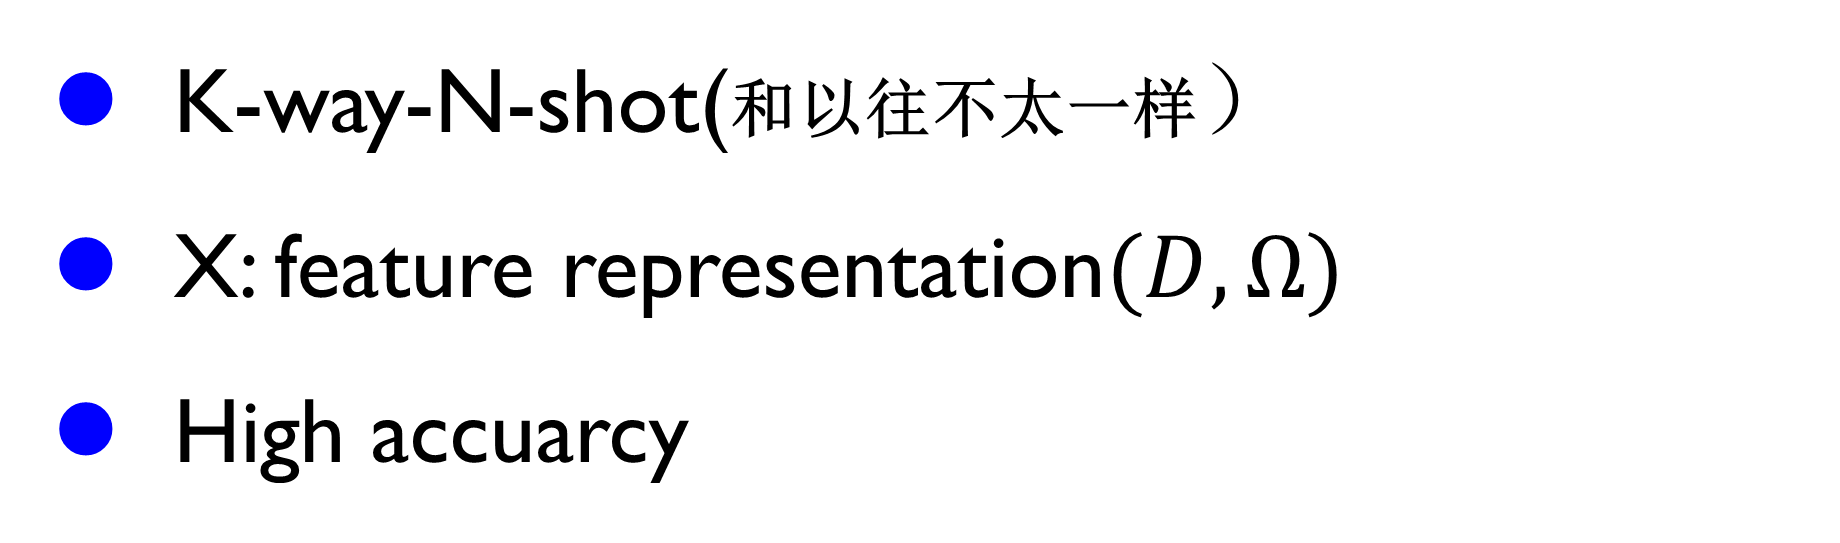 K-way-N-shot(和以往不太一样）
X: feature representation(D, Ω)
High accuarcy